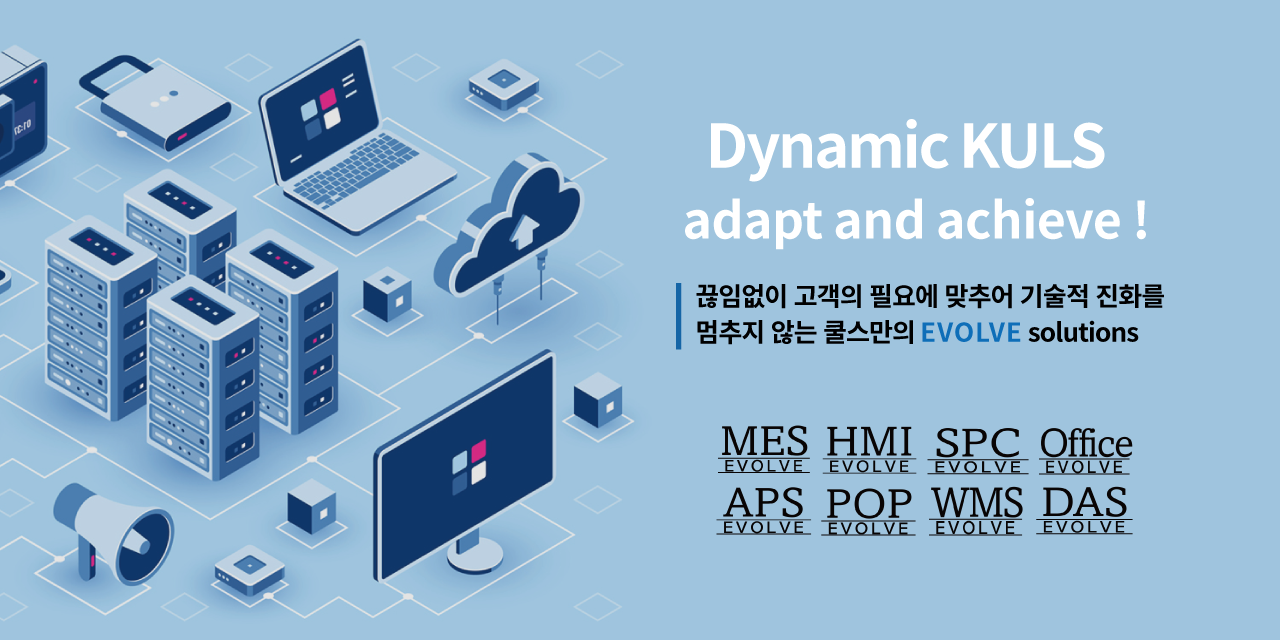 Dynamic KULS
adapt and achieve !
끊임없이 고객의 필요에 맞추어 기술적 진화를
멈추지 않는 쿨스만의 EVOLVE solutions
MES HMI SPC Office
EVOLVE EVOLVE EVOLVE EVOLVE
APS POP WMS DAS
EVOLVE EVOLVE EVOLVE EVOLVE